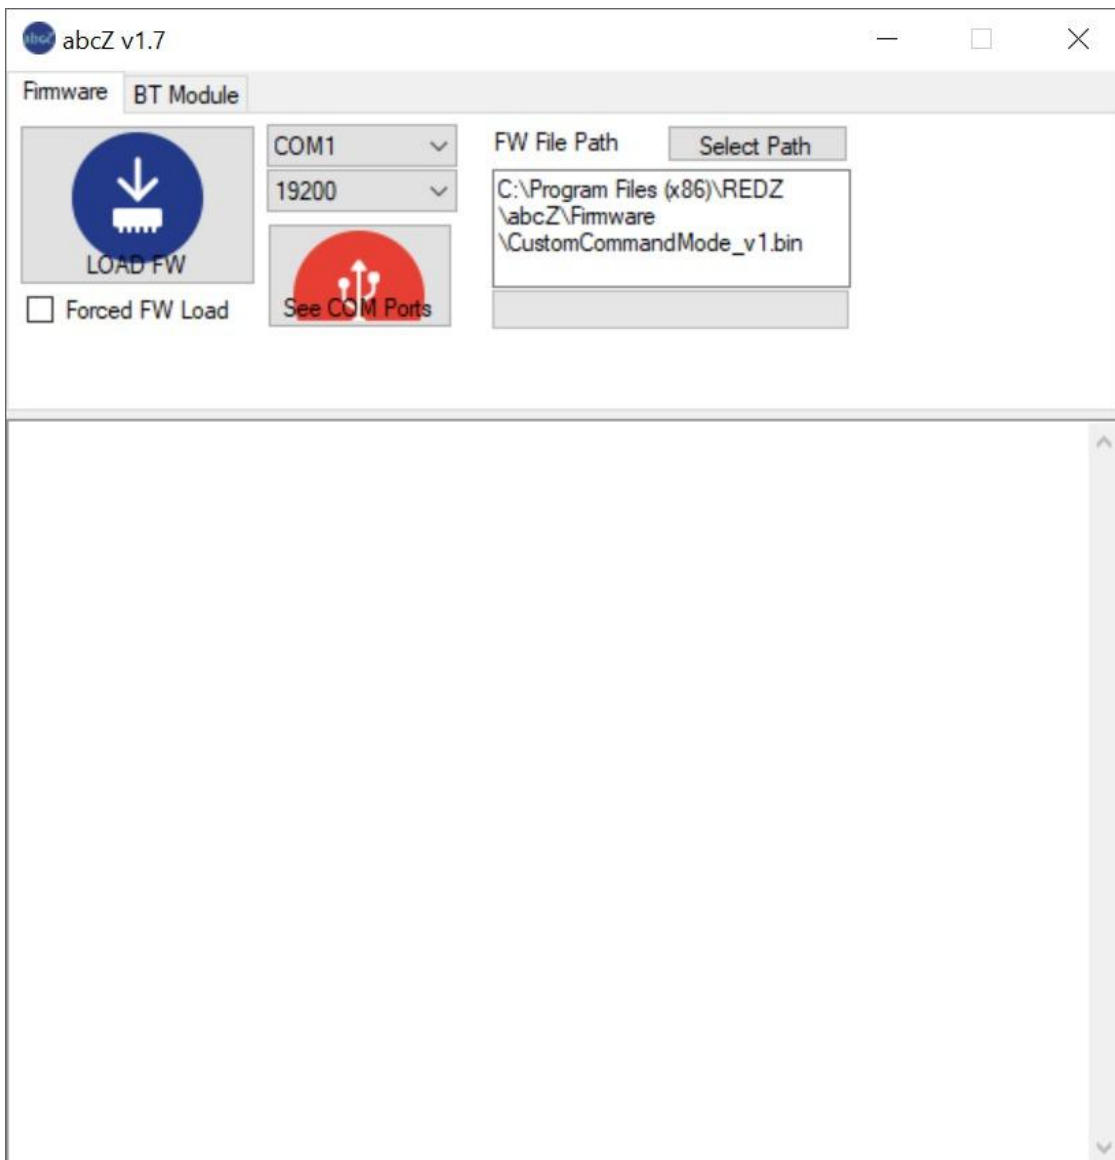 abcZ abcZ v1.7
Firmware BT Module
LOAD FW
Forced FW Load
COM1
19200
See COM Ports
FW File Path Select Path
C:\Program Files (x86)\REDZ
\abcZ\Firmware
\CustomCommandMode_v1.bin